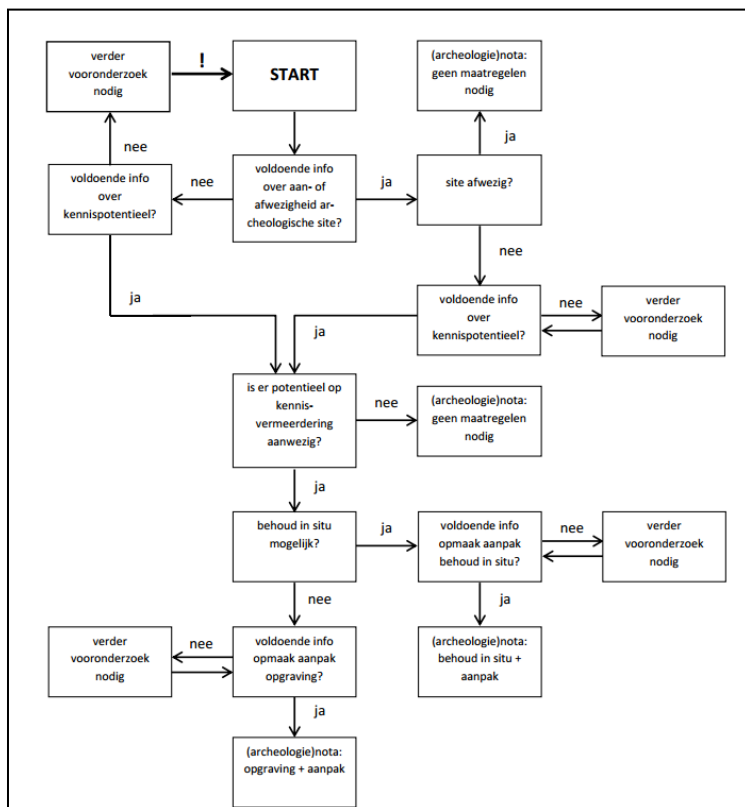 verder
vooronderzoek
nodig
!
START
(archeologie)nota:
geen maatregelen
nodig
nee
ja
voldoende info
over
kennispotentieel?
nee
voldoende info
over aan- of
afwezigheid ar-
cheologische site?
ja
site afwezig?
nee
ja
voldoende info
over
kennispotentieel?
nee
verder
vooronderzoek
nodig
ja
is er potentieel op
kennis-
vermeerdering
aanwezig?
nee
(archeologie)nota:
geen maatregelen
nodig
ja
behoud in situ
mogelijk?
ja
voldoende info
opmaak aanpak
behoud in situ?
nee
verder
vooronderzoek
nodig
nee
ja
verder
vooronderzoek
nodig
nee
voldoende info
opmaak aanpak
opgraving?
(archeologie)nota:
behoud in situ +
aanpak
ja
(archeologie)nota:
opgraving + aanpak